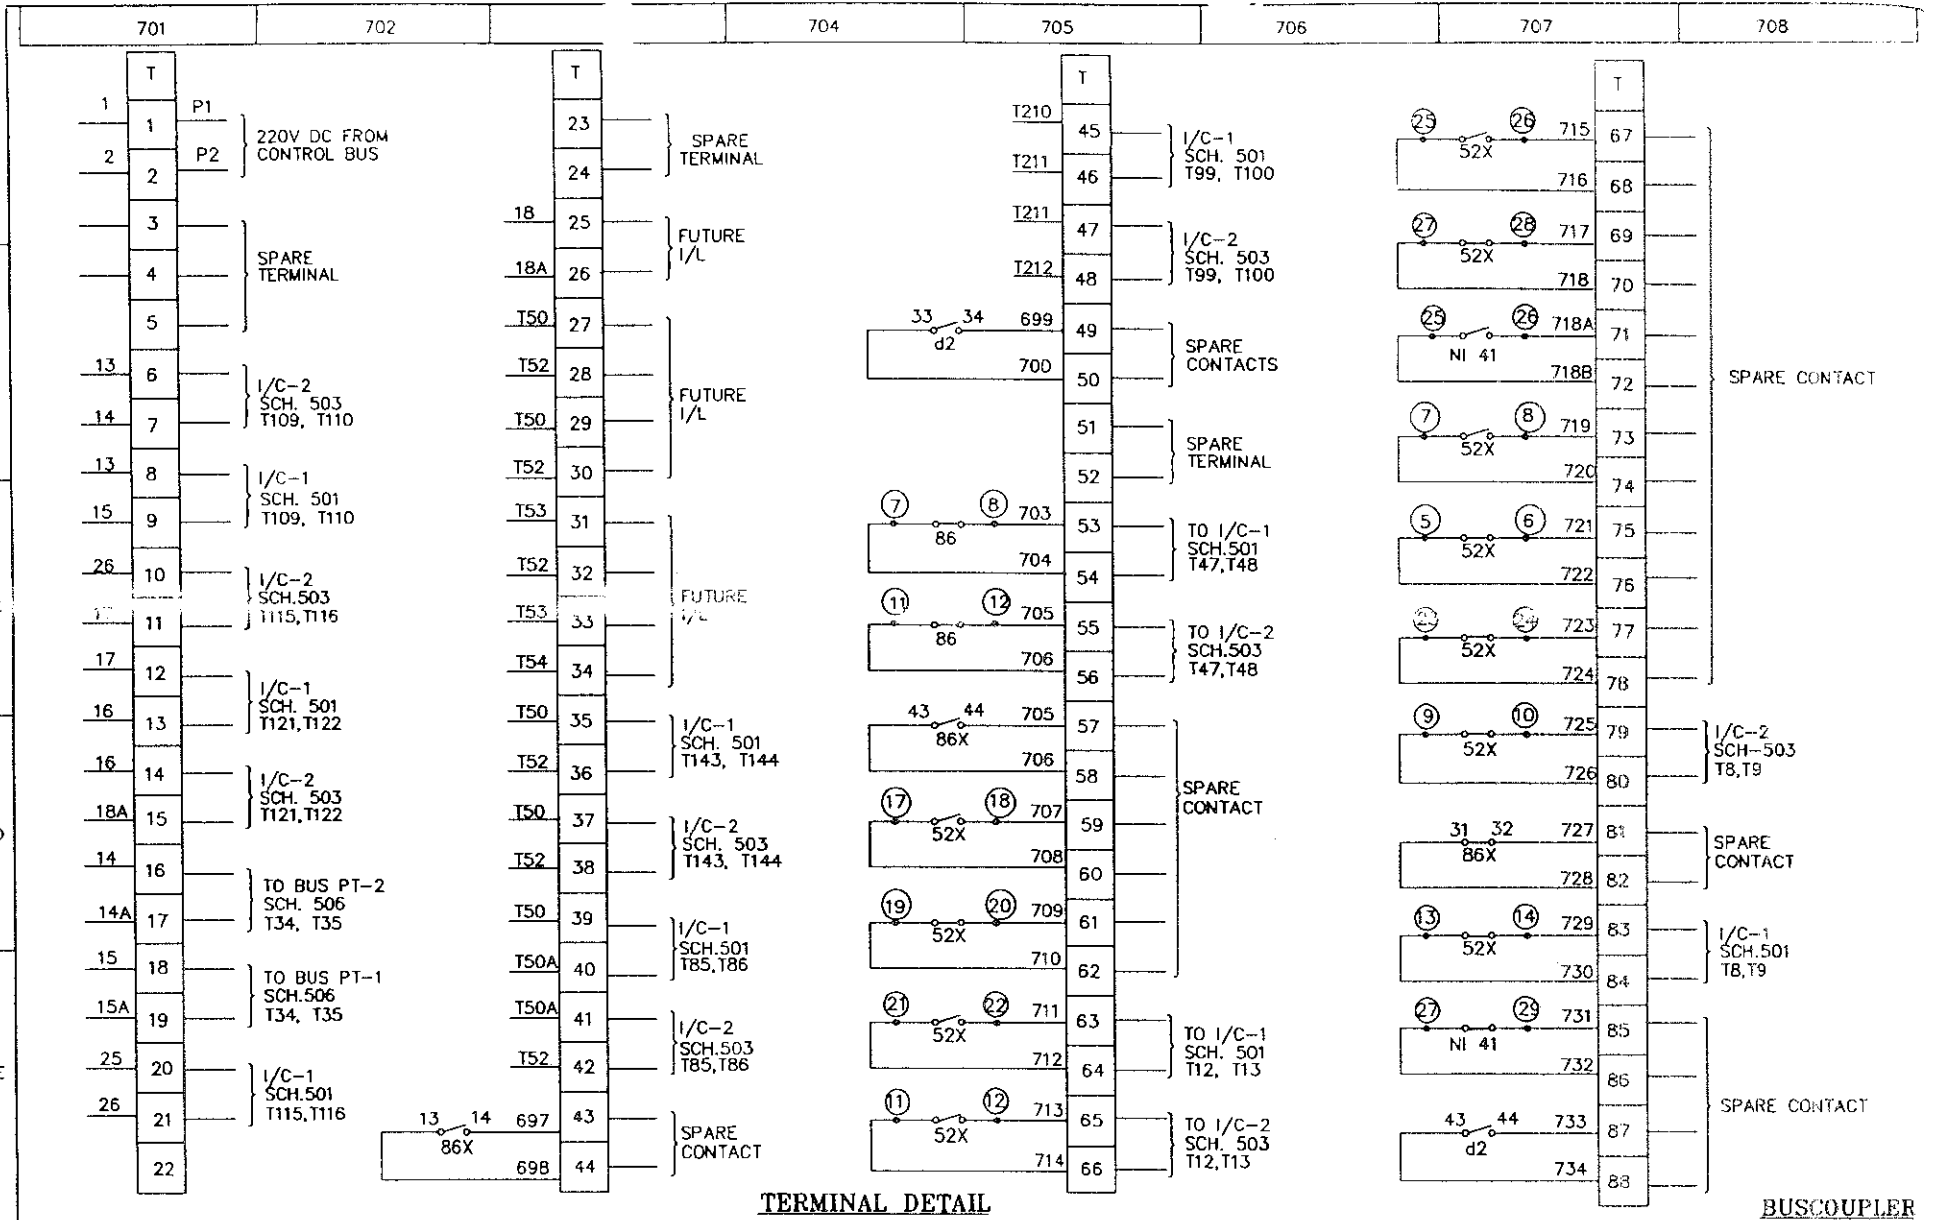 701 702 704 705 706 707 708
T
1 1 P1
2 2 P2
220V DC FROM
CONTROL BUS
3
4
5
SPARE
TERMINAL
13 6
14 7
I/C-2
SCH. 503
T109, T110
13 8
15 9
I/C-1
SCH. 501
T109, T110
26 10
11
I/C-2
SCH.503
T115,T116
17 12
16 13
I/C-1
SCH. 501
T121,T122
16 14
18A 15
I/C-2
SCH. 503
T121,T122
14 16
14A 17
TO BUS PT-2
SCH. 506
T34, T35
15 18
15A 19
TO BUS PT-1
SCH.506
T34, T35
25 20
26 21
I/C-1
SCH.501
T115,T116
22
T
23
24
SPARE
TERMINAL
18 25
18A 26
FUTURE
I/L
T50 27
T52 28
T50 29
T52 30
FUTURE
I/L
T53 31
T52 32
T53 33
T54 34
FUTURE
I/L
T50 35
T52 36
I/C-1
SCH. 501
T143, T144
T50 37
T52 38
I/C-2
SCH. 503
T143, T144
T50 39
T50A 40
I/C-1
SCH.501
T85,T86
T50A 41
T52 42
I/C-2
SCH.503
T85,T86
13 14 697 43
86X
698 44
SPARE
CONTACT
T
T210 45
T211 46
I/C-1
SCH. 501
T99, T100
T211 47
T212 48
I/C-2
SCH. 503
T99, T100
33 34 699 49
d2
700 50
SPARE
CONTACTS
51
52
SPARE
TERMINAL
7 8 703 53
86
704 54
TO I/C-1
SCH.501
T47,T48
11 12 705 55
86
706 56
TO I/C-2
SCH.503
T47,T48
43 44 705 57
86X
706 58
17 18 707 59
52X
708 60
19 20 709 61
52X
710 62
SPARE
CONTACT
21 22 711 63
52X
712 64
TO I/C-1
SCH. 501
T12, T13
11 12 713 65
52X
714 66
TO I/C-2
SCH. 503
T12,T13
T
25 26 715 67
52X
716 68
27 28 717 69
52X
718 70
25 26 718A 71
NI 41
718B 72
7 8 719 73
52X
720 74
5 6 721 75
52X
722 76
23 24 723 77
52X
724 78
SPARE CONTACT
9 10 725 79
52X
726 80
I/C-2
SCH-503
T8,T9
31 32 727 81
86X
728 82
SPARE
CONTACT
13 14 729 83
52X
730 84
I/C-1
SCH.501
T8,T9
27 29 731 85
NI 41
732 86
43 44 733 87
d2
734 88
SPARE CONTACT
TERMINAL DETAIL
BUSCOUPLER